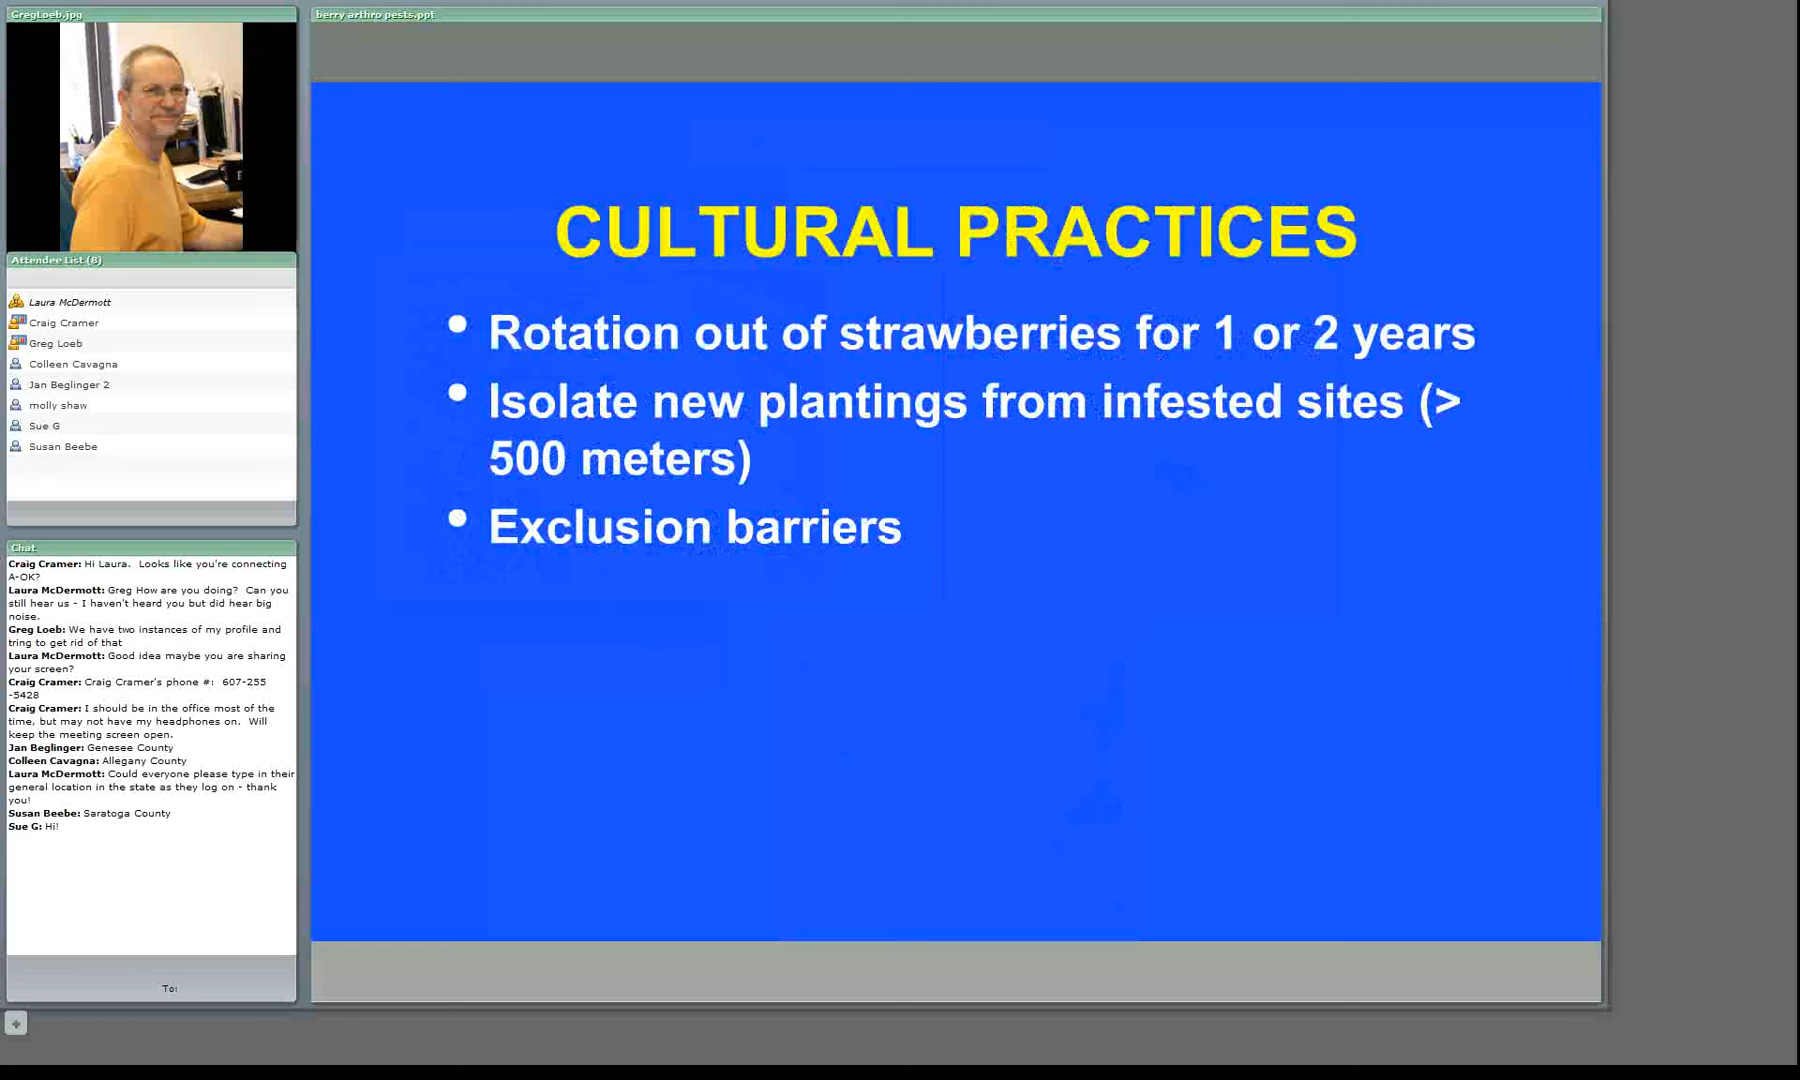 GregLoeb.jpg
berry arthro pests.ppt
Attendee List (8)
Laura McDermott
Craig Cramer
Greg Loeb
Colleen Cavagna
Jan Beglinger 2
molly shaw
Sue G
Susan Beebe
Chat
Craig Cramer: Hi Laura. Looks like you're connecting
A-OK?
Laura McDermott: Greg How are you doing? Can you
still hear us - I haven't heard you but did hear big
noise.
Greg Loeb: We have two instances of my profile and
tring to get rid of that
Laura McDermott: Good idea maybe you are sharing
your screen?
Craig Cramer: Craig Cramer's phone #: 607-255
-5428
Craig Cramer: I should be in the office most of the
time, but may not have my headphones on. Will
keep the meeting screen open.
Jan Beglinger: Genesee County
Colleen Cavagna: Allegany County
Laura McDermott: Could everyone please type in their
general location in the state as they log on - thank
you!
Susan Beebe: Saratoga County
Sue G: Hi!
To:
CULTURAL PRACTICES
• Rotation out of strawberries for 1 or 2 years
• Isolate new plantings from infested sites (>
500 meters)
• Exclusion barriers